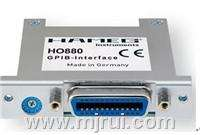 HAMEG
Instruments
HO880
GPIB-Interface
Made in Germany
CE
www.mjrui.com